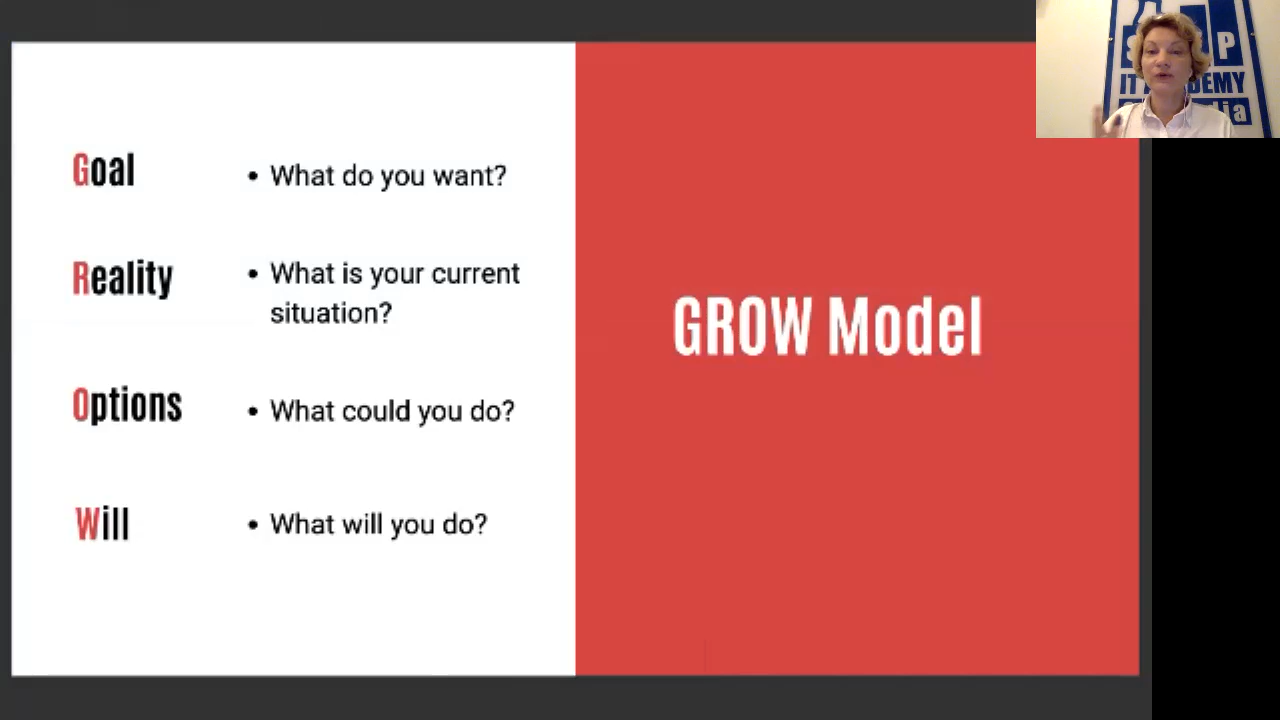 Goal
• What do you want?
Reality
• What is your current
situation?
Options
• What could you do?
Will
• What will you do?
GROW Model
IT
DEMY